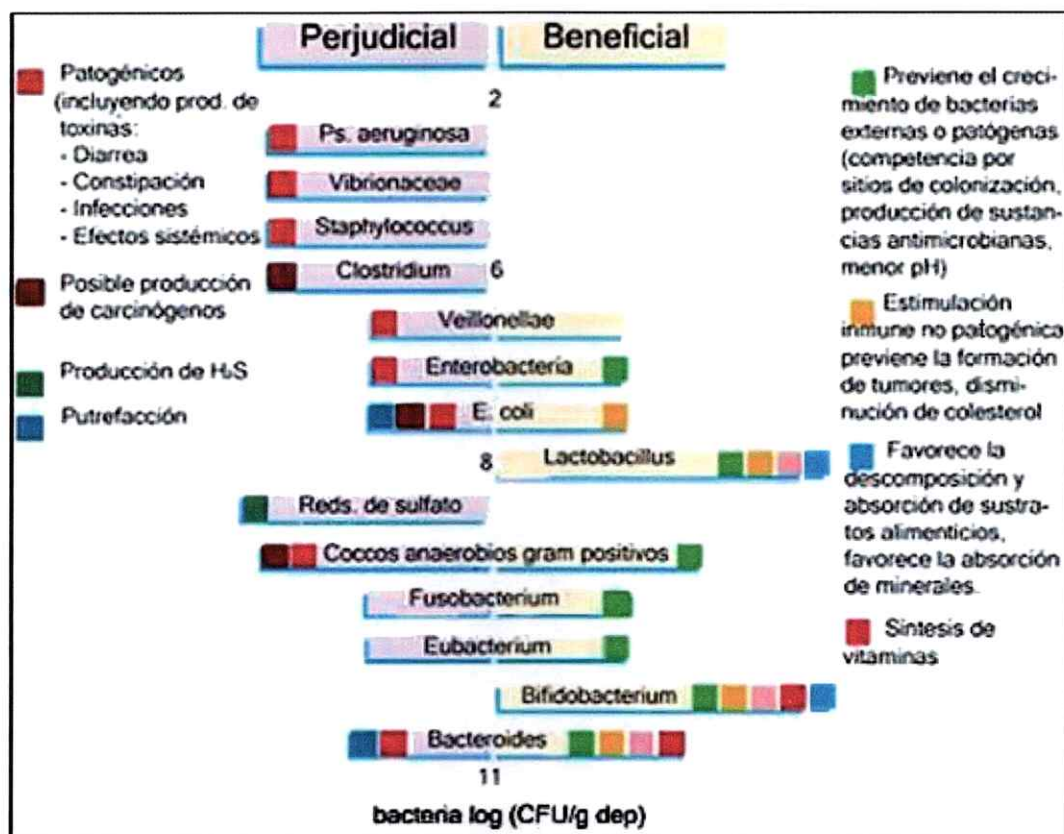 Perjudicial
Beneficial
Patogénicos
(incluyendo prod. de
toxinas:
- Diarrea
- Constipación
- Infecciones
- Efectos sistémicos
Posible producción
de carcinógenos
Producción de H₂S
Putrefacción
2
Ps. aeruginosa
Vibrionaceae
Staphylococcus
Clostridium
6
Veillonellae
Enterobacteria
E. coli
8
Lactobacillus
Reds. de sulfato
Coccos anaerobios gram positivos
Fusobacterium
Eubacterium
Bifidobacterium
Bacteroides
11
bacteria log (CFU/g dep)
Previene el creci-
miento de bacterias
externas o patógenas
(competencia por
sitios de colonización,
producción de sustan-
cias antimicrobianas,
menor pH)
Estimulación
inmune no patogénica
previene la formación
de tumores, dismi-
nución de colesterol
Favorece la
descomposición y
absorción de sustra-
tos alimenticios,
favorece la absorción
de minerales.
Síntesis de
vitaminas